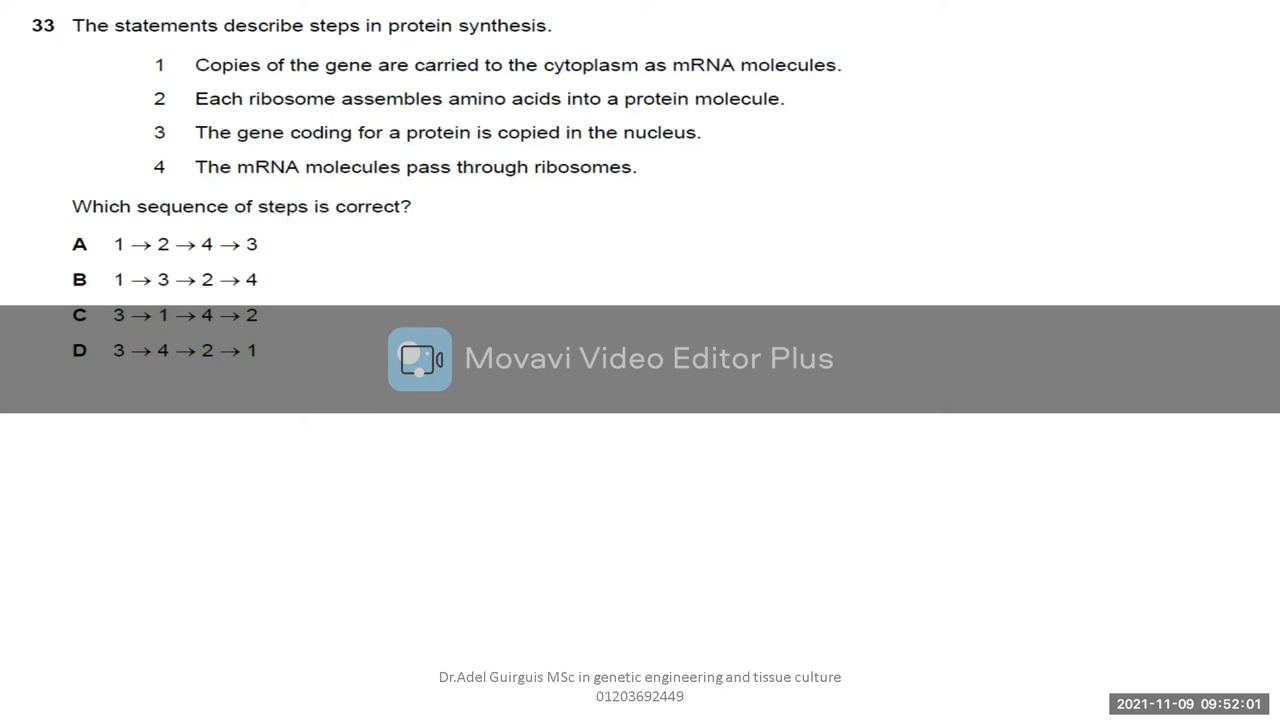 33 The statements describe steps in protein synthesis.
1 Copies of the gene are carried to the cytoplasm as mRNA molecules.
2 Each ribosome assembles amino acids into a protein molecule.
3 The gene coding for a protein is copied in the nucleus.
4 The mRNA molecules pass through ribosomes.
Which sequence of steps is correct?
A 1 → 2 → 4 → 3
B 1 → 3 → 2 → 4
C 3 → 1 → 4 → 2
D 3 → 4 → 2 → 1
Movavi Video Editor Plus
Dr.Adel Guirguis MSc in genetic engineering and tissue culture
01203692449
2021-11-09 09:52:01